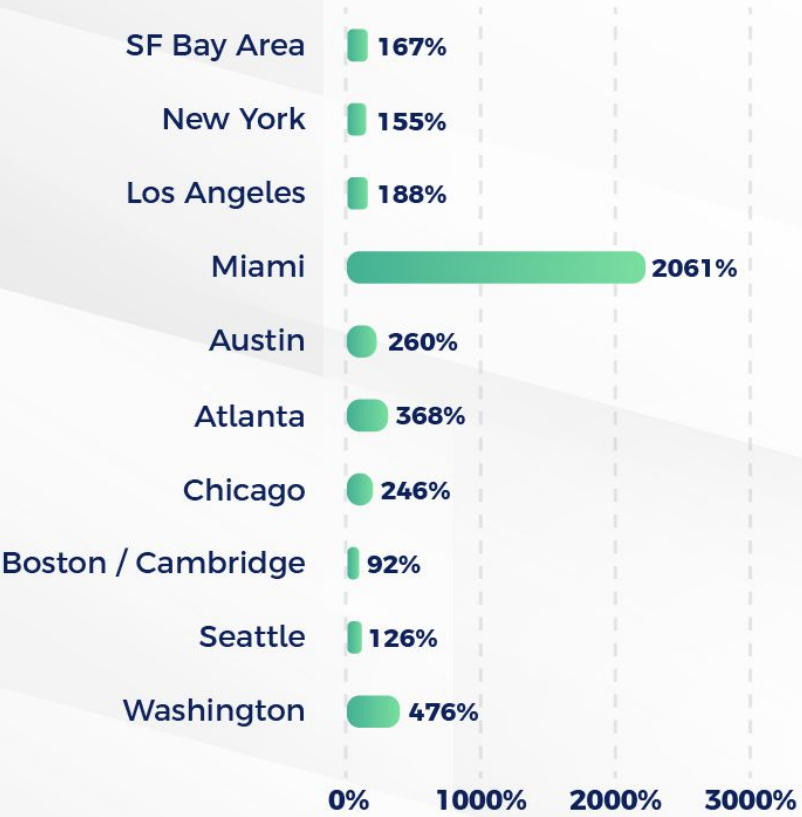 SF Bay Area 167%
New York 155%
Los Angeles 188%
Miami 2061%
Austin 260%
Atlanta 368%
Chicago 246%
Boston / Cambridge 92%
Seattle 126%
Washington 476%
0% 1000% 2000% 3000%